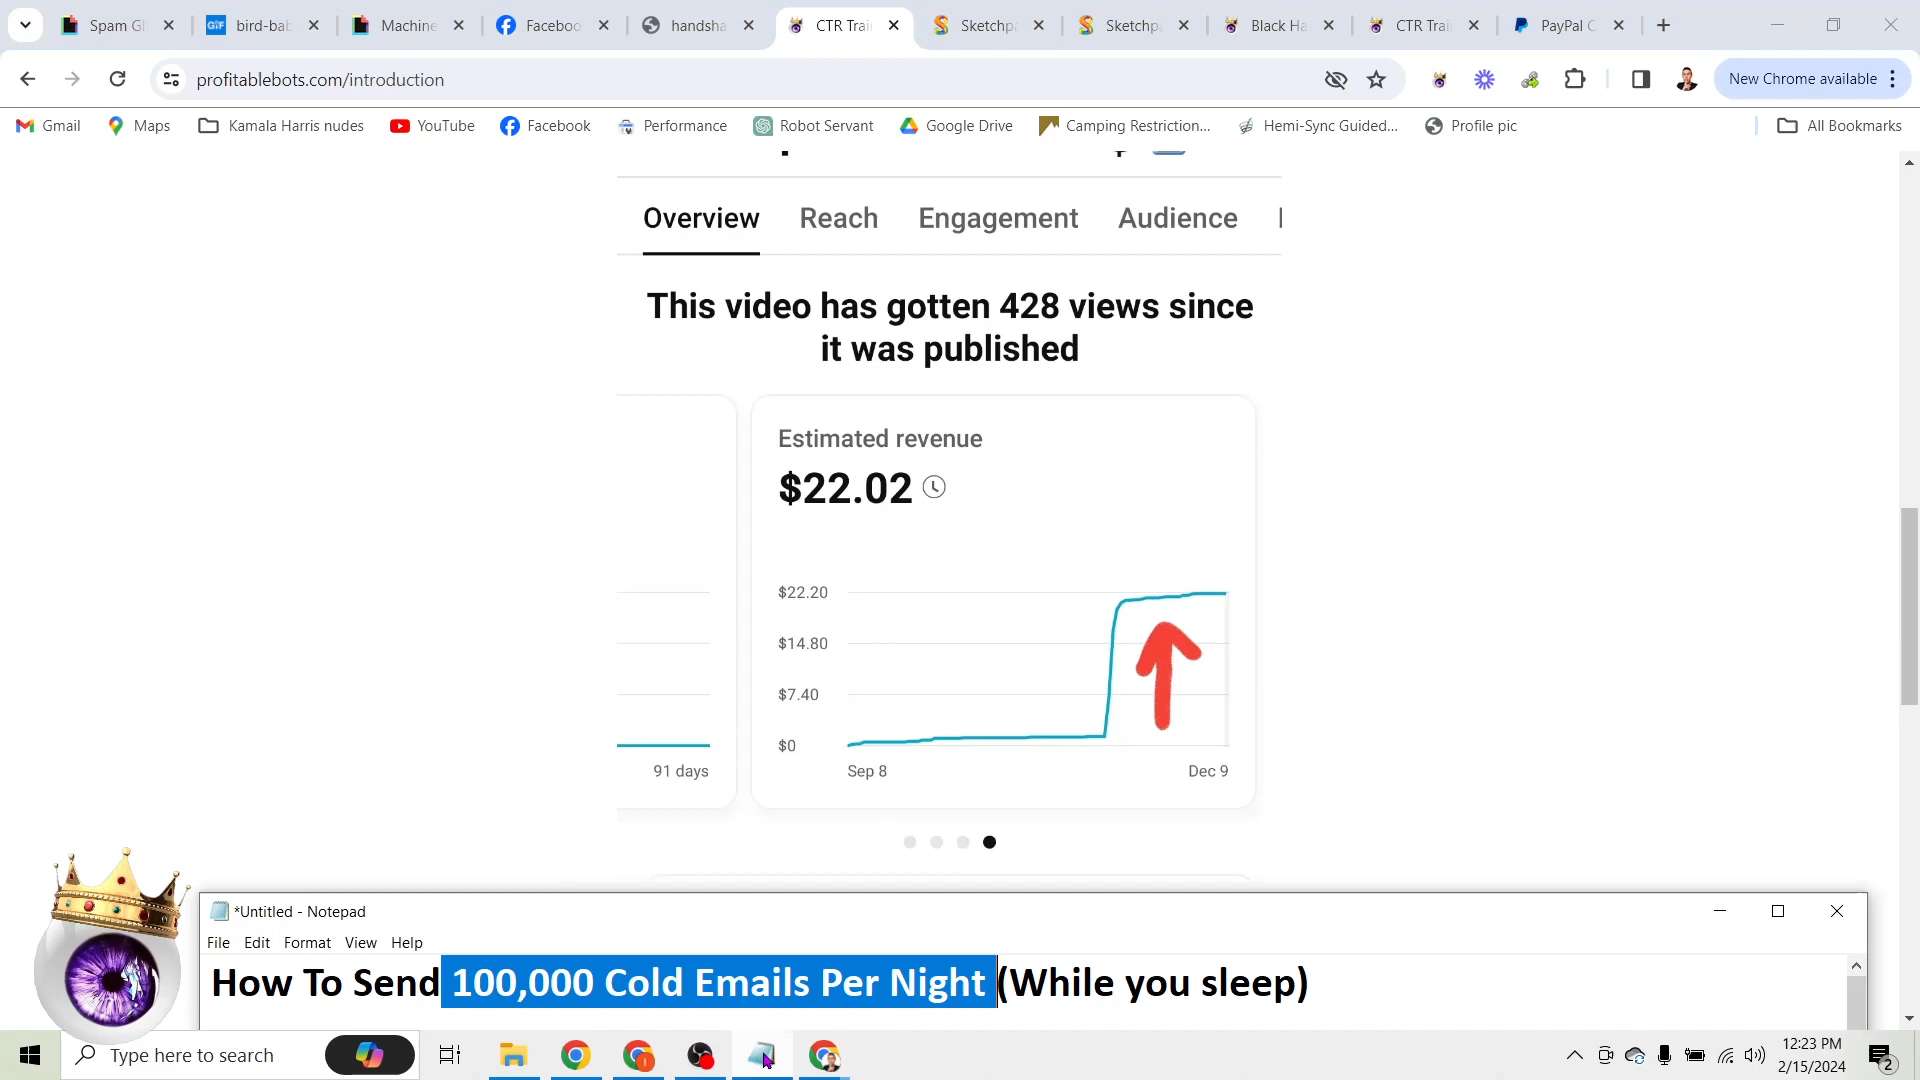 Spam Gl
bird-bab
Machine
Faceboo
handsha
CTR Trai
Sketchp
Sketchp
Black Ha
CTR Trai
PayPal C
profitablebots.com/introduction
New Chrome available
Gmail
Maps
Kamala Harris nudes
YouTube
Facebook
Performance
Robot Servant
Google Drive
Camping Restriction...
Hemi-Sync Guided...
Profile pic
All Bookmarks
Overview Reach Engagement Audience
This video has gotten 428 views since
it was published
Estimated revenue
$22.02
$22.20
$14.80
$7.40
$0
91 days
Sep 8
Dec 9
*Untitled - Notepad
File Edit Format View Help
How To Send 100,000 Cold Emails Per Night (While you sleep)
Type here to search
12:23 PM
2/15/2024
2